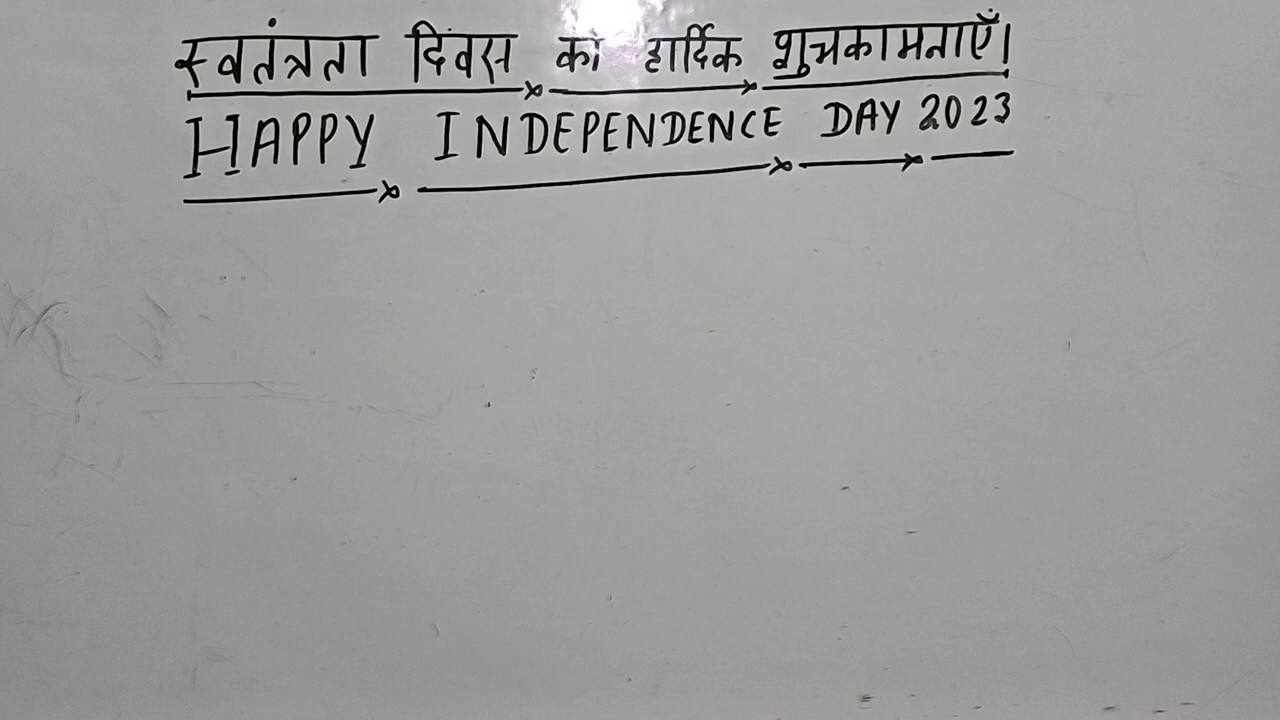 स्वतंत्रता दिवस का हार्दिक शुभकामनाएँ।
HAPPY INDEPENDENCE DAY 2023